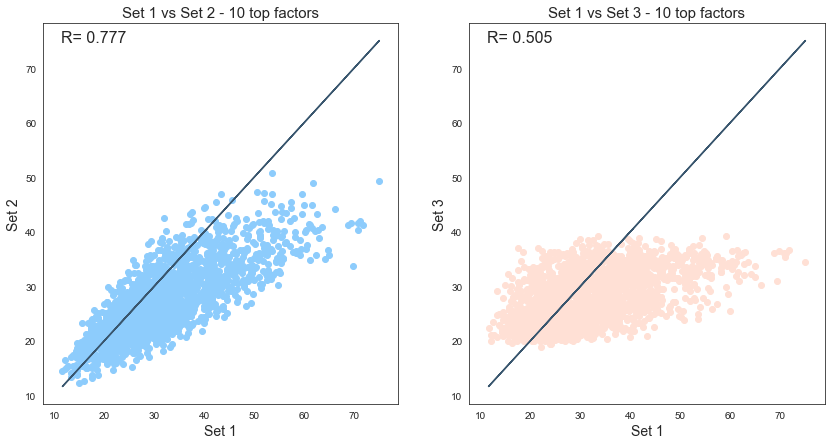 Set 1 vs Set 2 - 10 top factors
R= 0.777
70
60
50
40
30
20
10
Set 2
10 20 30 40 50 60 70
Set 1
Set 1 vs Set 3 - 10 top factors
R= 0.505
70
60
50
40
30
20
10
Set 3
10 20 30 40 50 60 70
Set 1